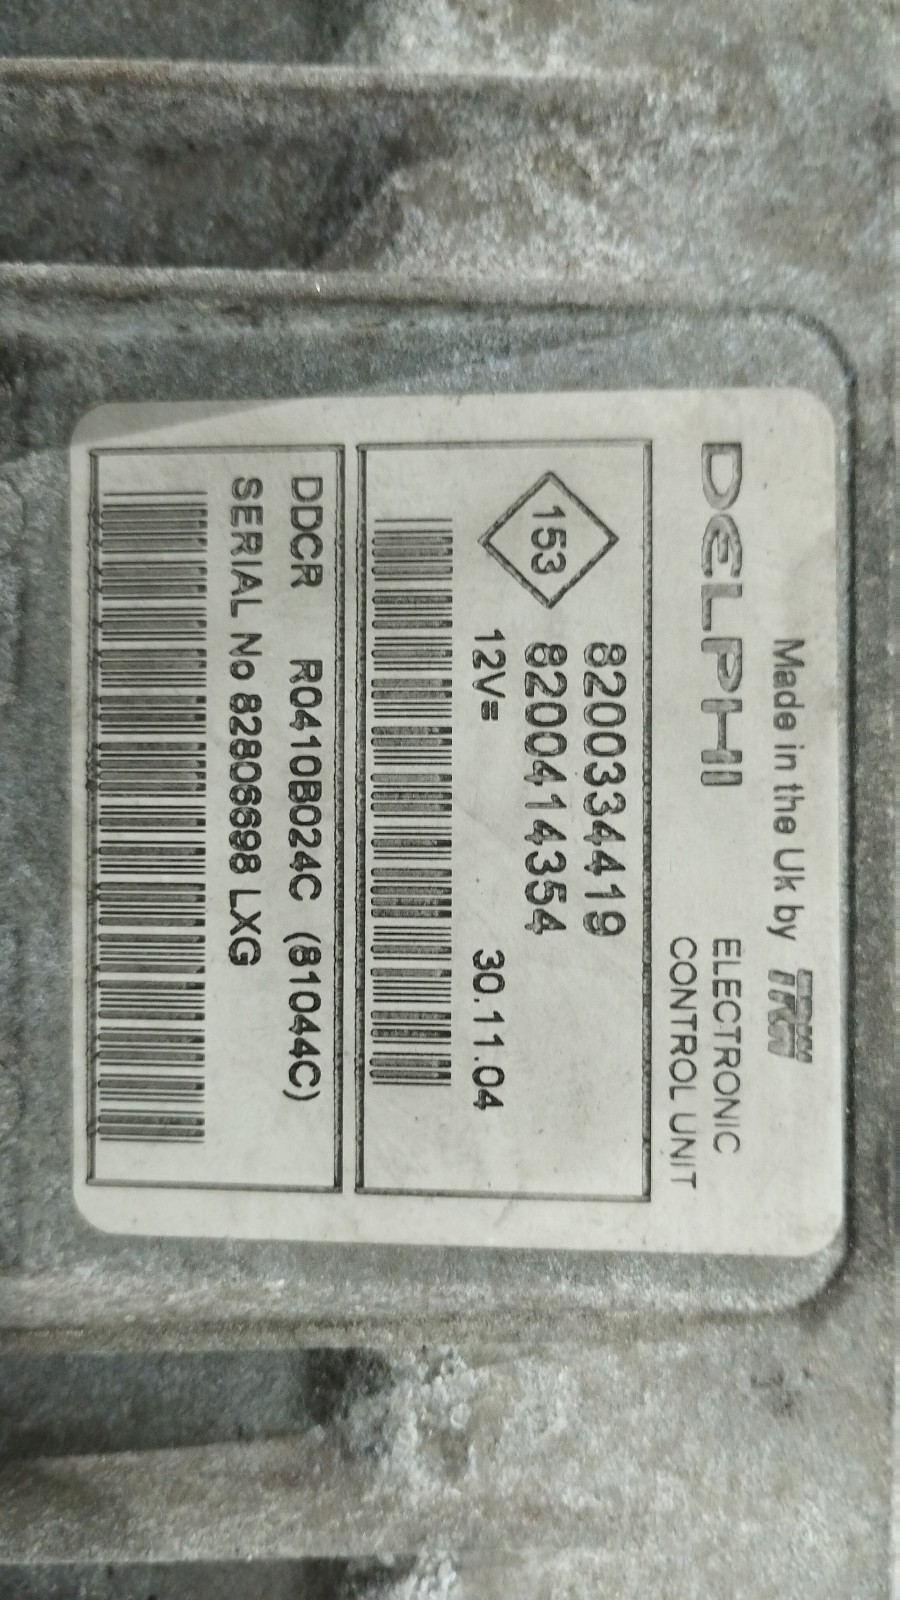 Made in the Uk by TRW
DELPHI
ELECTRONIC
CONTROL UNIT
8200334419
153
8200414354
12V=
30.11.04
DDCR R0410B024C (81044C)
SERIAL No 82806698 LXG